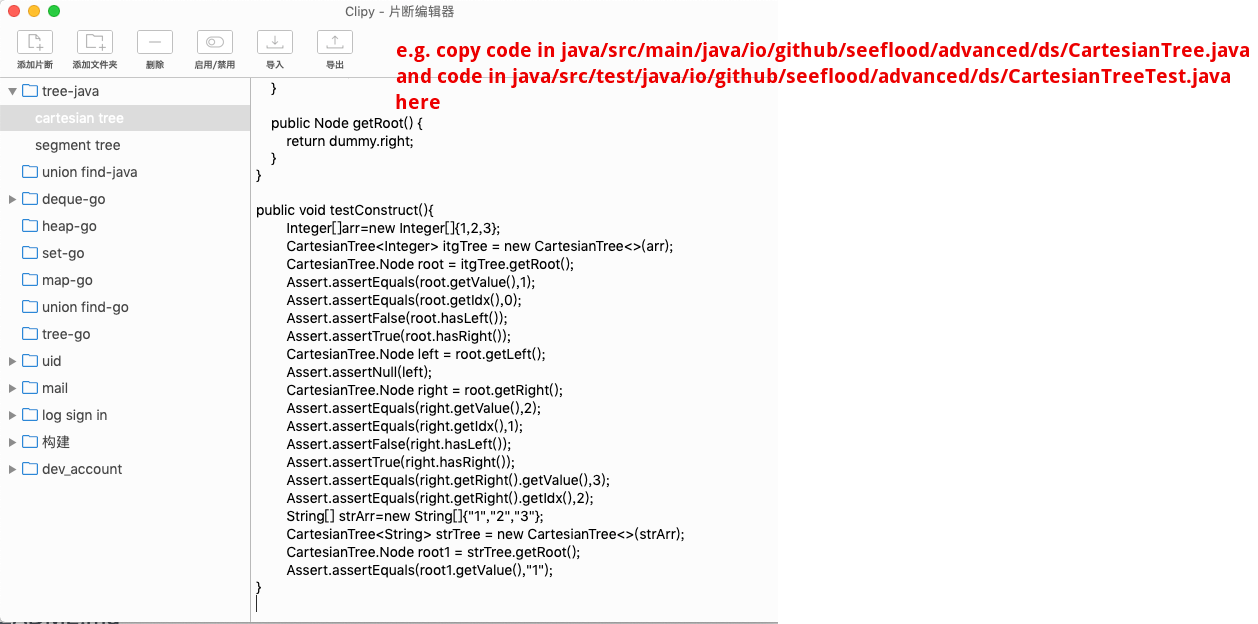 Clipy - 片断编辑器
添加片断
添加文件夹
删除
启用/禁用
导入
导出
e.g. copy code in java/src/main/java/io/github/seeflood/advanced/ds/CartesianTree.java
and code in java/src/test/java/io/github/seeflood/advanced/ds/CartesianTreeTest.java
here
tree-java
cartesian tree
segment tree
union find-java
deque-go
heap-go
set-go
map-go
union find-go
tree-go
uid
mail
log sign in
构建
dev_account
}
public Node getRoot() {
return dummy.right;
}
}
public void testConstruct(){
Integer[]arr=new Integer[]{1,2,3};
CartesianTree<Integer> itgTree = new CartesianTree<>(arr);
CartesianTree.Node root = itgTree.getRoot();
Assert.assertEquals(root.getValue(),1);
Assert.assertEquals(root.getIdx(),0);
Assert.assertFalse(root.hasLeft());
Assert.assertTrue(root.hasRight());
CartesianTree.Node left = root.getLeft();
Assert.assertNull(left);
CartesianTree.Node right = root.getRight();
Assert.assertEquals(right.getValue(),2);
Assert.assertEquals(right.getIdx(),1);
Assert.assertFalse(right.hasLeft());
Assert.assertTrue(right.hasRight());
Assert.assertEquals(right.getRight().getValue(),3);
Assert.assertEquals(right.getRight().getIdx(),2);
String[] strArr=new String[]{"1","2","3"};
CartesianTree<String> strTree = new CartesianTree<>(strArr);
CartesianTree.Node root1 = strTree.getRoot();
Assert.assertEquals(root1.getValue(),"1");
}